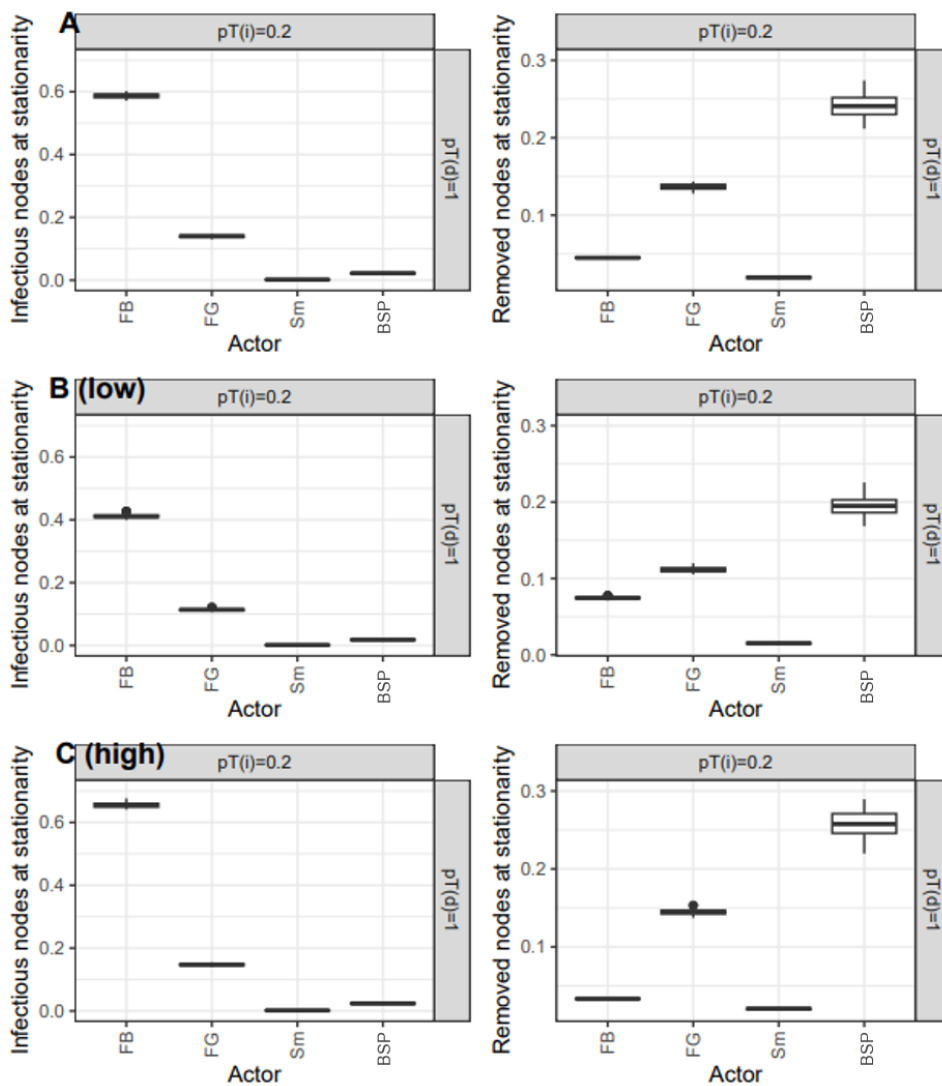 A
pT(i)=0.2
pT(i)=0.2
Infectious nodes at stationarity
0.6
0.4
0.2
0.0
pT(d)=1
Removed nodes at stationarity
0.3
0.2
0.1
pT(d)=1
FB
FG
Sm
BSP
FB
FG
Sm
BSP
Actor
Actor
B (low)
pT(i)=0.2
pT(i)=0.2
Infectious nodes at stationarity
0.6
0.4
0.2
0.0
pT(d)=1
Removed nodes at stationarity
0.3
0.2
0.1
0.0
pT(d)=1
FB
FG
Sm
BSP
FB
FG
Sm
BSP
Actor
Actor
C (high)
pT(i)=0.2
pT(i)=0.2
Infectious nodes at stationarity
0.6
0.4
0.2
0.0
pT(d)=1
Removed nodes at stationarity
0.3
0.2
0.1
pT(d)=1
FB
FG
Sm
BSP
FB
FG
Sm
BSP
Actor
Actor